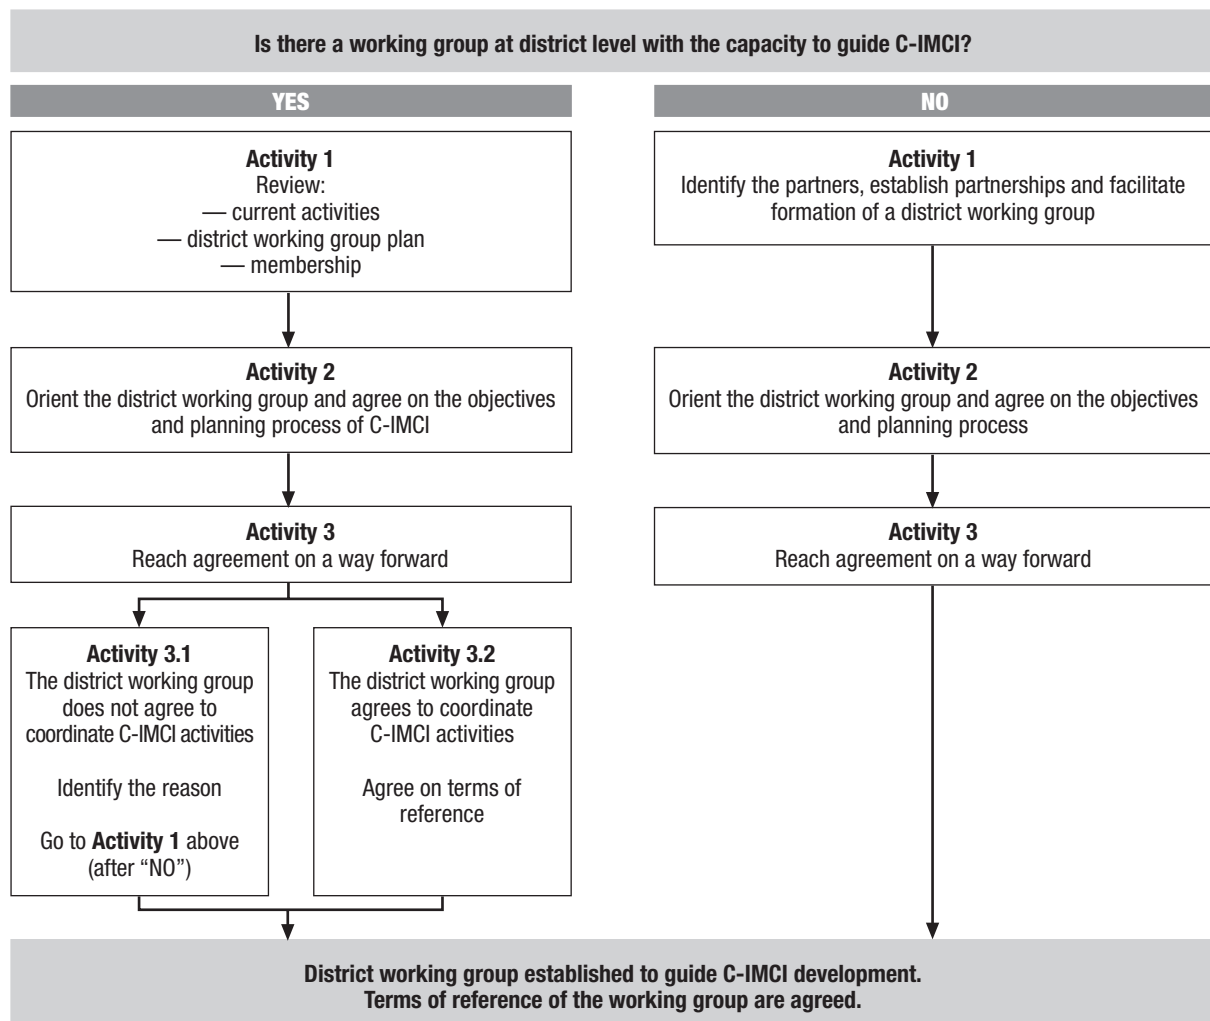 Is there a working group at district level with the capacity to guide C-IMCI?
YES
Activity 1
Review:
— current activities
— district working group plan
— membership
Activity 2
Orient the district working group and agree on the objectives
and planning process of C-IMCI
Activity 3
Reach agreement on a way forward
Activity 3.1
The district working group
does not agree to
coordinate C-IMCI activities
Identify the reason
Go to Activity 1 above
(after “NO”)
Activity 3.2
The district working group
agrees to coordinate
C-IMCI activities
Agree on terms of
reference
NO
Activity 1
Identify the partners, establish partnerships and facilitate
formation of a district working group
Activity 2
Orient the district working group and agree on the objectives
and planning process
Activity 3
Reach agreement on a way forward
District working group established to guide C-IMCI development.
Terms of reference of the working group are agreed.